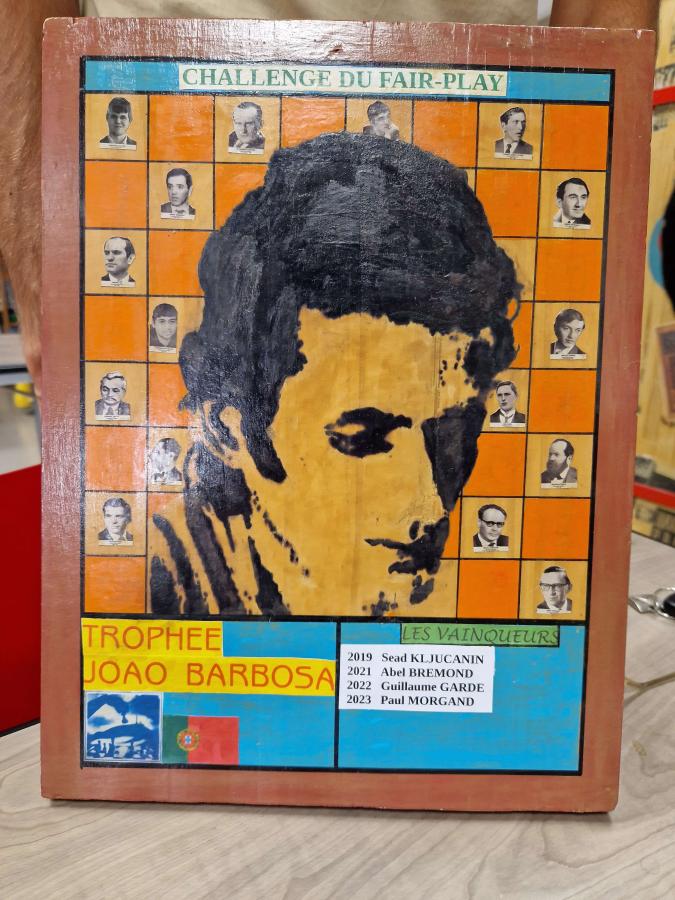 CHALLENGE DU FAIR-PLAY
TROPHEE
JOAO BARBOSA
LES VAINQUEURS
2019 Sead KLJUCANIN
2021 Abel BREMOND
2022 Guillaume GARDE
2023 Paul MORGAND